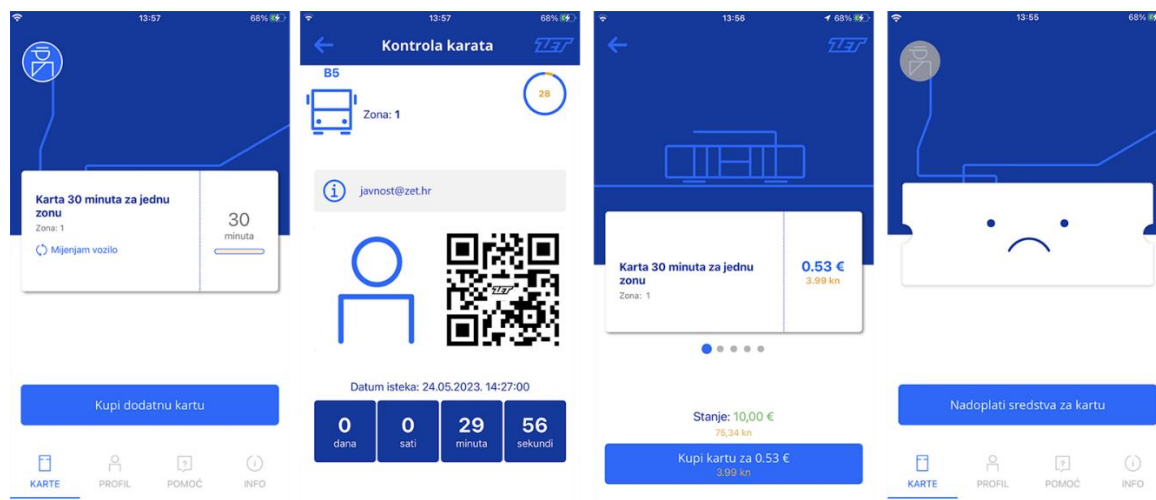 13:57
68%
Karta 30 minuta za jednu
zonu
Zona: 1
Mijenjam vozilo
30
minuta
Kupi dodatnu kartu
KARTE
PROFIL
POMOĆ
INFO
13:57
68%
Kontrola karata
ZET
B5
Zona: 1
28
javnost@zet.hr
ZET
Datum isteka: 24.05.2023. 14:27:00
0
dana
0
sati
29
minuta
56
sekundi
13:56
68%
ZET
Karta 30 minuta za jednu
zonu
Zona: 1
0.53 €
3.99 kn
Stanje: 10,00 €
75,34 kn
Kupi kartu za 0.53 €
3.99 kn
13:55
68%
Nadoplati sredstva za kartu
KARTE
PROFIL
POMOĆ
INFO